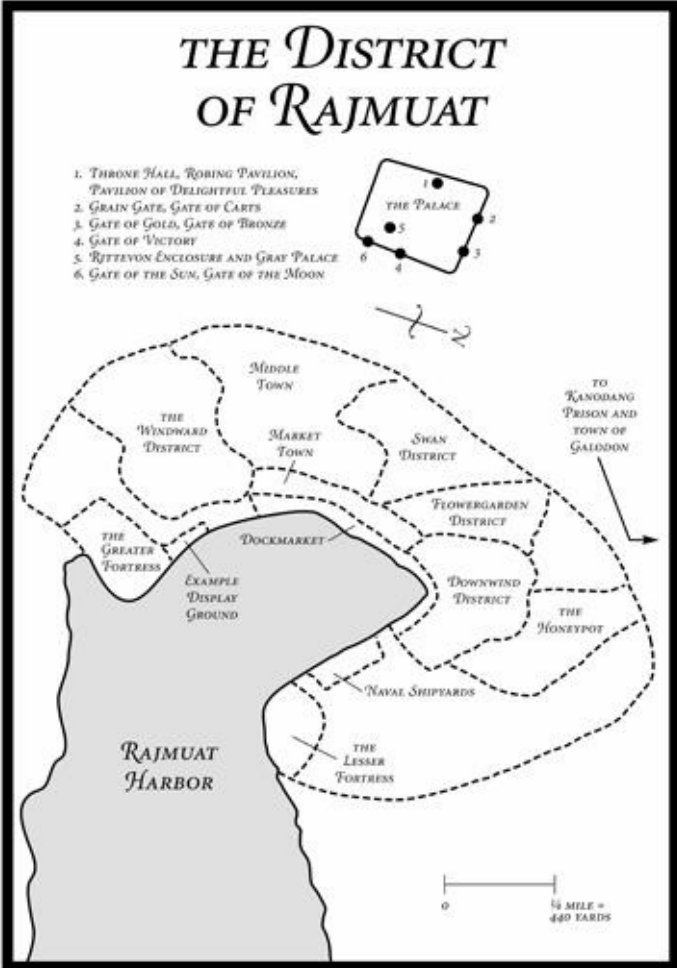 THE DISTRICT
OF RAJMUAT
1. THRONE HALL, ROBING PAVILION,
PAVILION OF DELIGHTFUL PLEASURES
2. GRAIN GATE, GATE OF CARTS
3. GATE OF GOLD, GATE OF BRONZE
4. GATE OF VICTORY
5. RITTEVON ENCLOSURE AND GRAY PALACE
6. GATE OF THE SUN, GATE OF THE MOON
1
THE PALACE
2
5
6
4
3
N
MIDDLE
TOWN
TO
KANODANG
PRISON AND
TOWN OF
GALODON
THE
WINDWARD
DISTRICT
MARKET
TOWN
SWAN
DISTRICT
FLOWERGARDEN
DISTRICT
THE
GREATER
FORTRESS
DOCKMARKET
EXAMPLE
DISPLAY
GROUND
DOWNWIND
DISTRICT
THE
HONEYPOT
NAVAL SHIPYARDS
RAJMUAT
HARBOR
THE
LESSER
FORTRESS
0
¼ MILE =
440 YARDS